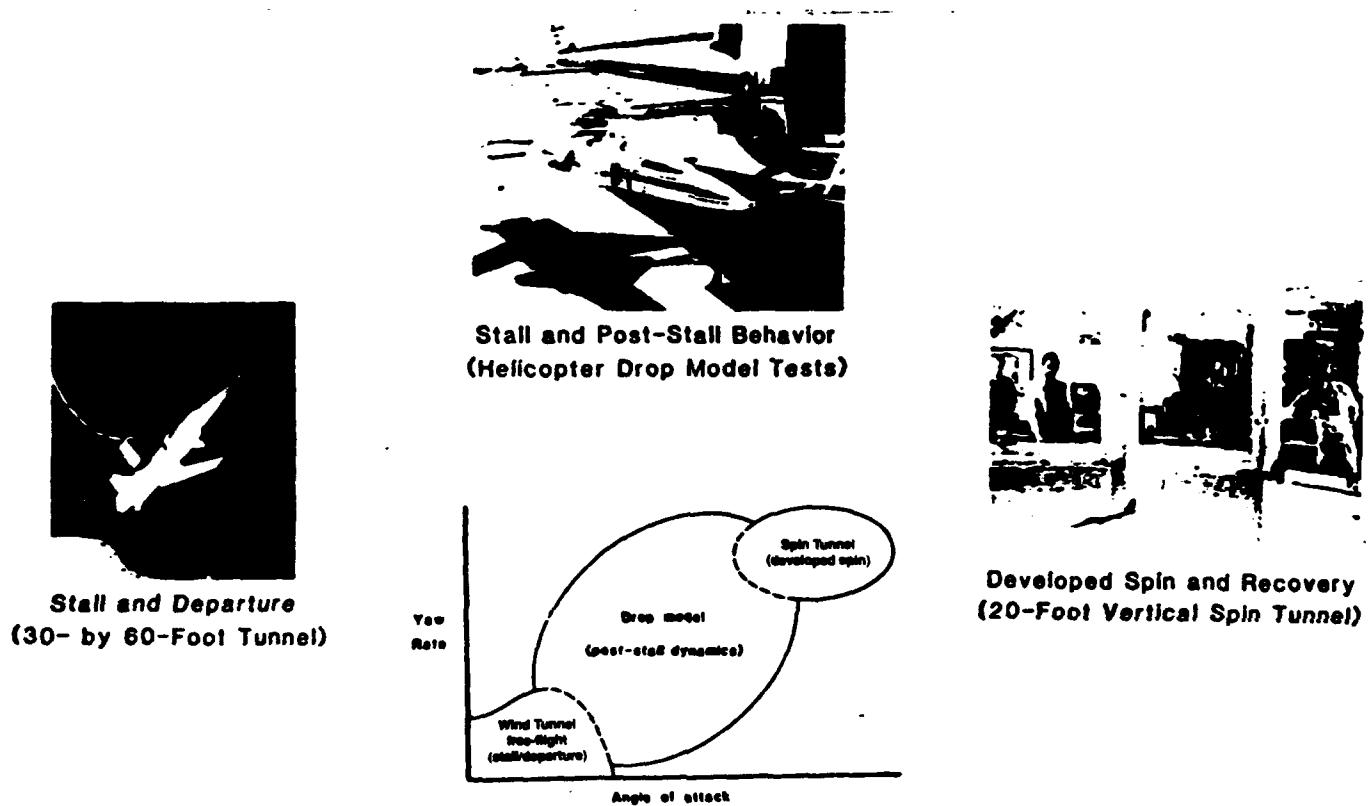 Stall and Post-Stall Behavior
(Helicopter Drop Model Tests)
Stall and Departure
(30- by 60-Foot Tunnel)
Developed Spin and Recovery
(20-Foot Vertical Spin Tunnel)
Yaw
Rate
Spin Tunnel
(developed spin)
Drop model
(post-stall dynamics)
Wind Tunnel
free-flight
(stall/departure)
Angle of attack